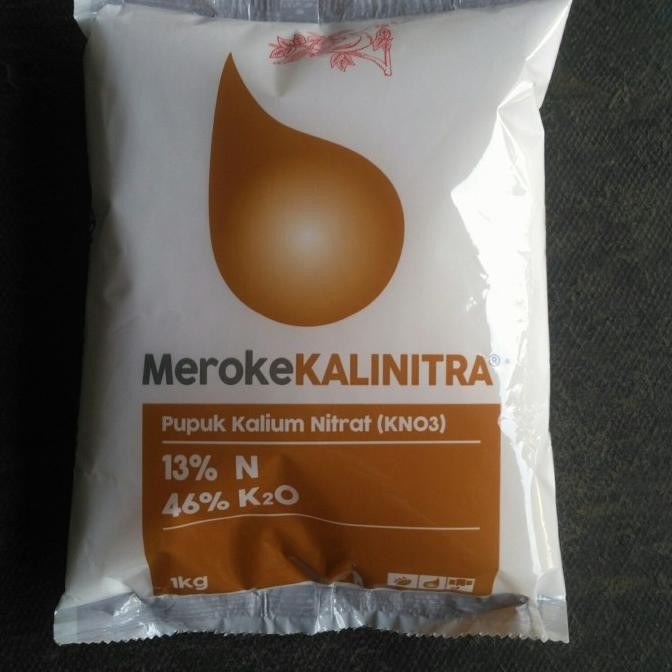 MerokeKALINITRA®
Pupuk Kalium Nitrat (KNO3)
13% N
46% K₂O
1kg